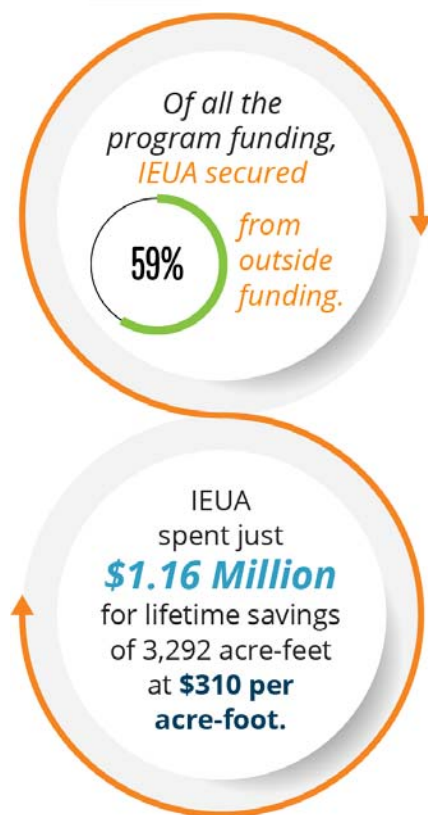 Of all the
program funding,
IEUA secured
59%
from
outside
funding.
IEUA
spent just
$1.16 Million
for lifetime savings
of 3,292 acre-feet
at $310 per
acre-foot.